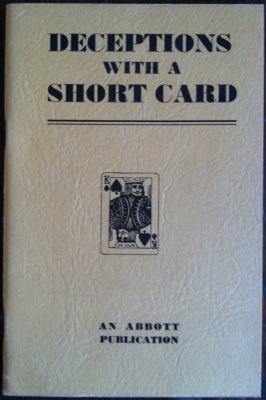 DECEPTIONS
WITH A
SHORT CARD
K
AN ABBOTT
PUBLICATION